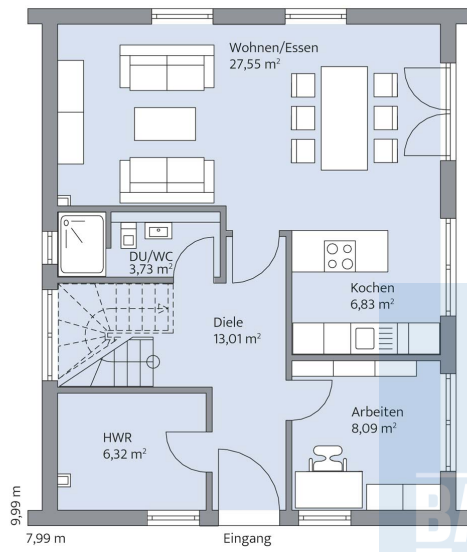 Wohnen/Essen
27,55 m²
DU/WC
3,73 m²
Kochen
6,83 m²
Diele
13,01 m²
Arbeiten
8,09 m²
HWR
6,32 m²
9,99 m
7,99 m
Eingang